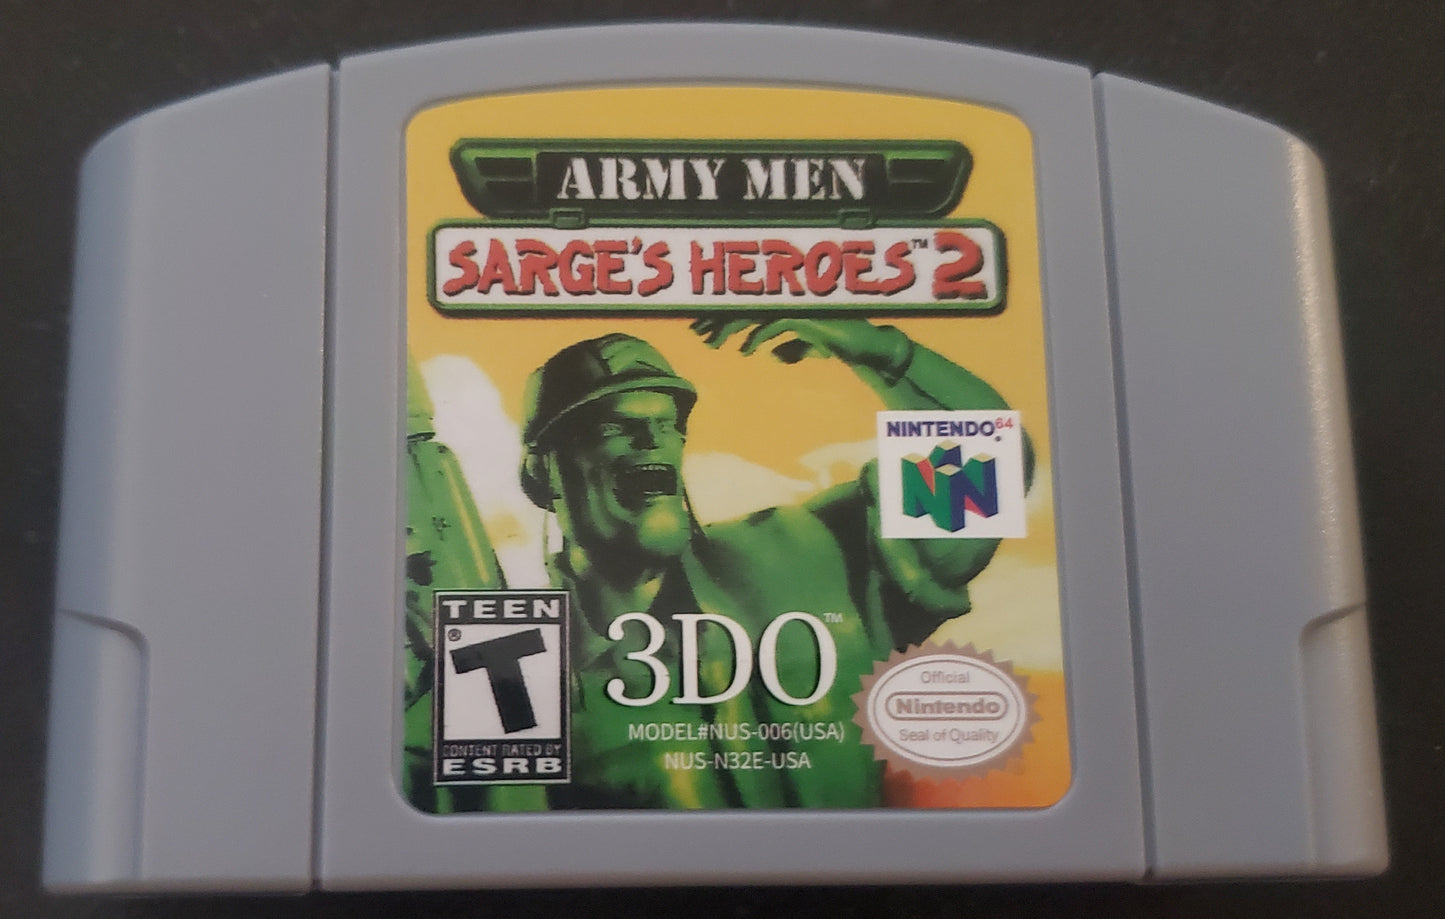 ARMY MEN
SARGE'S HEROES™ 2
NINTENDO64
TEEN
®
T
CONTENT RATED BY
ESRB
3DO™
MODEL#NUS-006(USA)
NUS-N32E-USA
Official
Nintendo
Seal of Quality